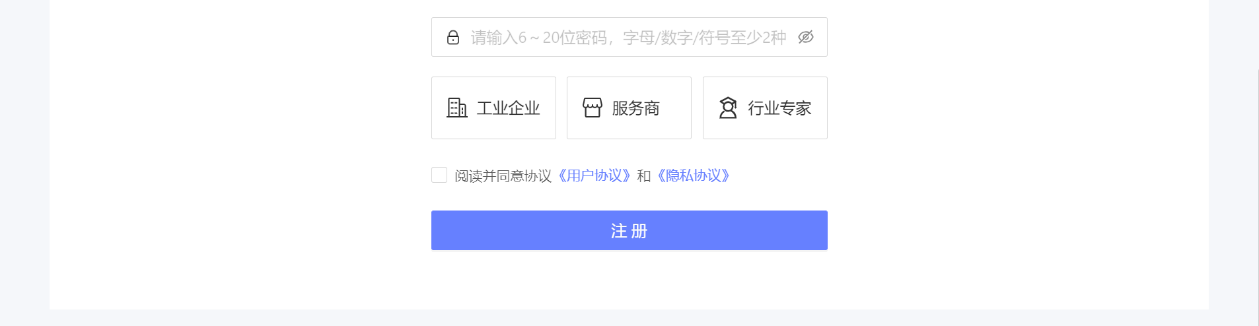 请输入6~20位密码，字母/数字/符号至少2种
工业企业 服务商 行业专家
阅读并同意协议《用户协议》和《隐私协议》
注 册